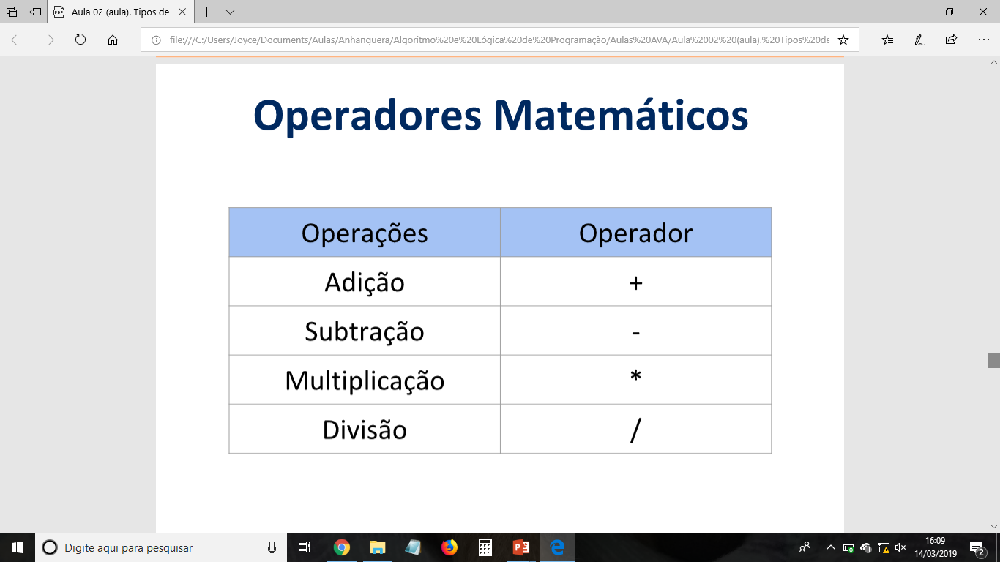 Aula 02 (aula). Tipos de
file:///C:/Users/Joyce/Documents/Aulas/Anhanguera/Algoritmo%20e%20Lógica%20de%20Programação/Aulas%20AVA/Aula%2002%20(aula).%20Tipos%20de
Operadores Matemáticos
Operações Operador
Adição +
Subtração -
Multiplicação *
Divisão /
Digite aqui para pesquisar
16:09
14/03/2019
2